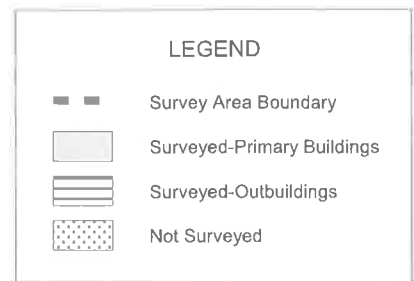 LEGEND
Survey Area Boundary
Surveyed-Primary Buildings
Surveyed-Outbuildings
Not Surveyed